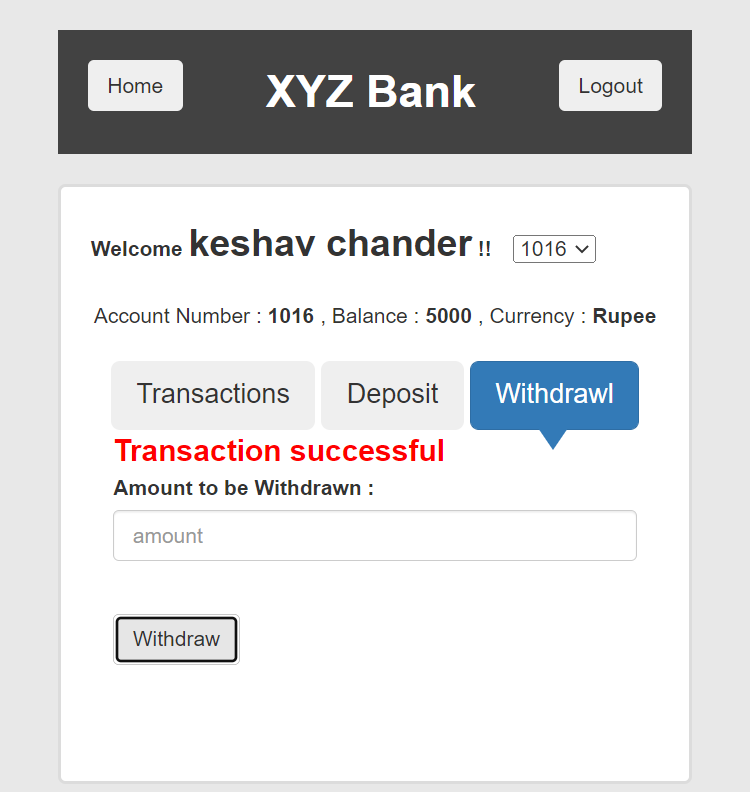 Home XYZ Bank Logout
Welcome keshav chander !! 1016
Account Number : 1016 , Balance : 5000 , Currency : Rupee
Transactions Deposit Withdrawl
Transaction successful
Amount to be Withdrawn :
amount
Withdraw